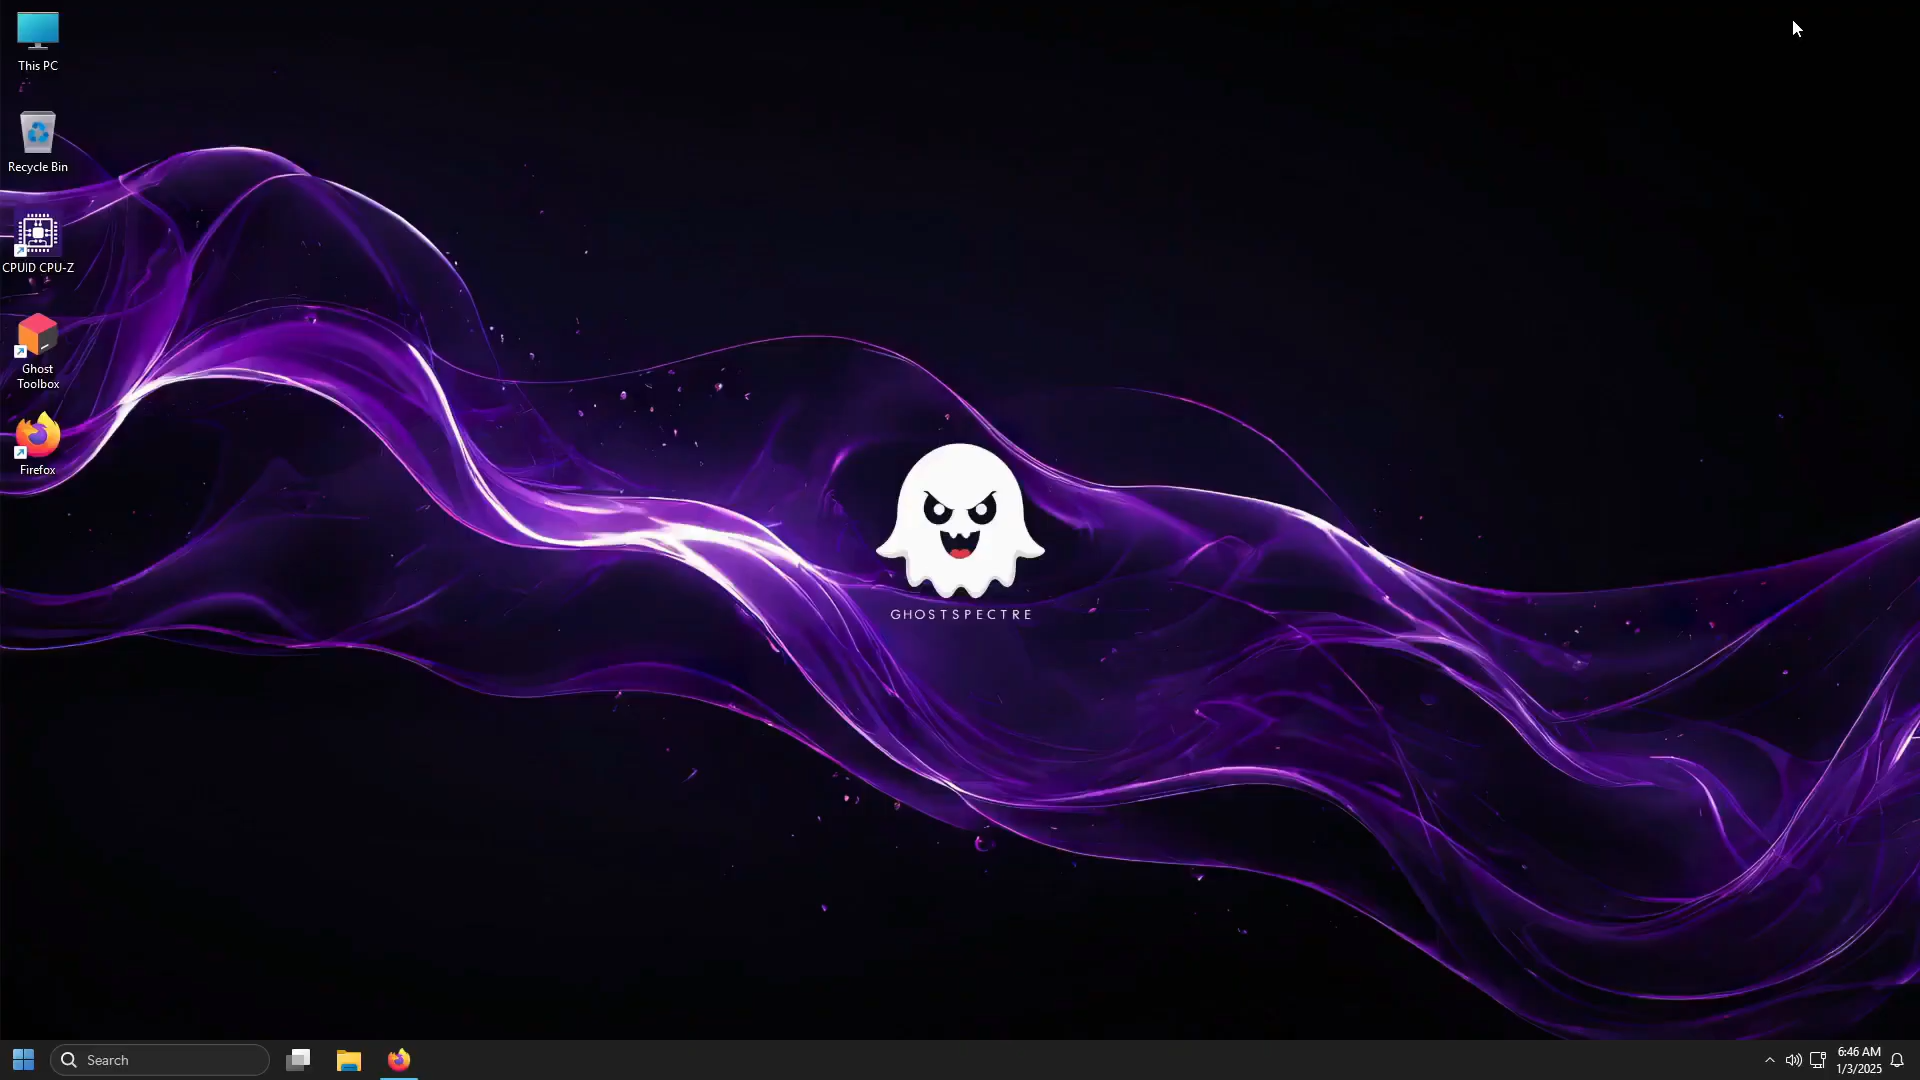 This PC
Recycle Bin
CPUID CPU-Z
Ghost
Toolbox
Firefox
GHOSTSPECTRE
Search
6:46 AM
1/3/2025